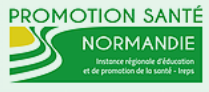 PROMOTION SANTÉ
NORMANDIE
Instance régionale d'éducation
et de promotion de la santé - Ireps